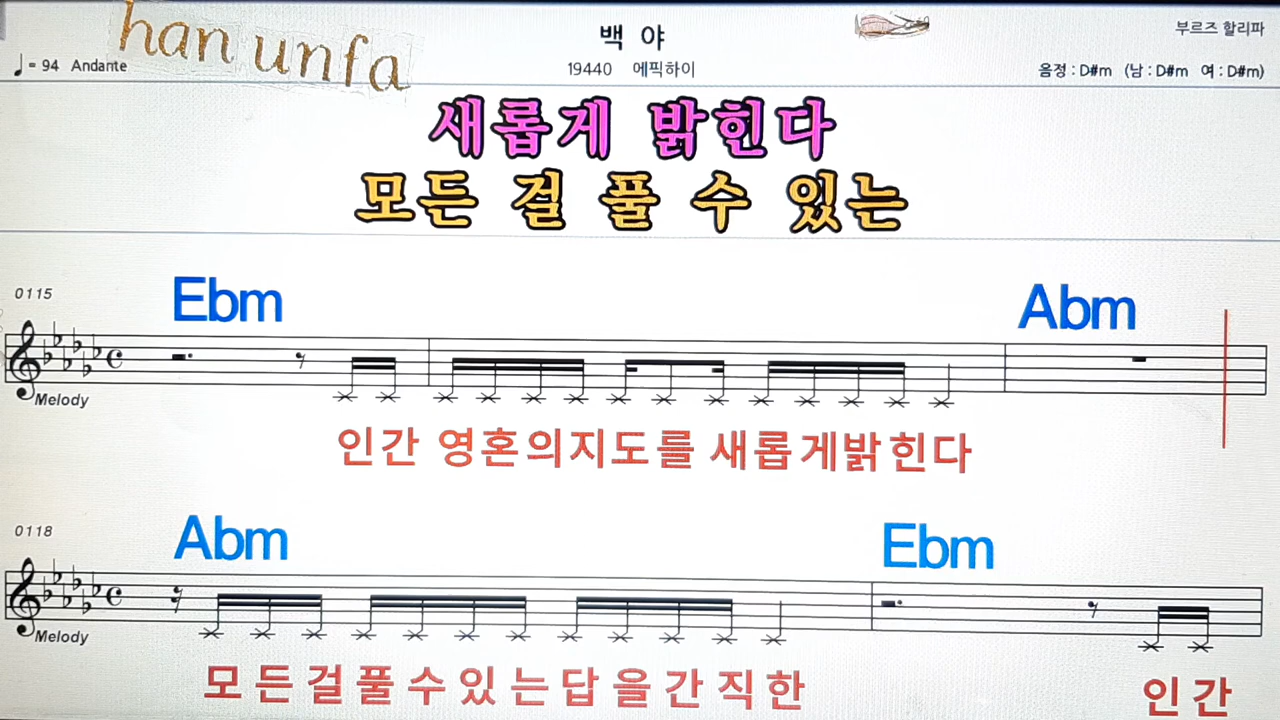 han unfa
백 야
부르즈 할리파
♩= 94 Andante
19440 에픽하이
음정 : D#m (남 : D#m 여 : D#m)
새롭게 밝힌다
모든 걸 풀 수 있는
0115
Ebm Abm
Melody
인간 영혼의지도를 새롭게밝힌다
0118
Abm Ebm
Melody
모든걸풀수있는답을간직한 인간